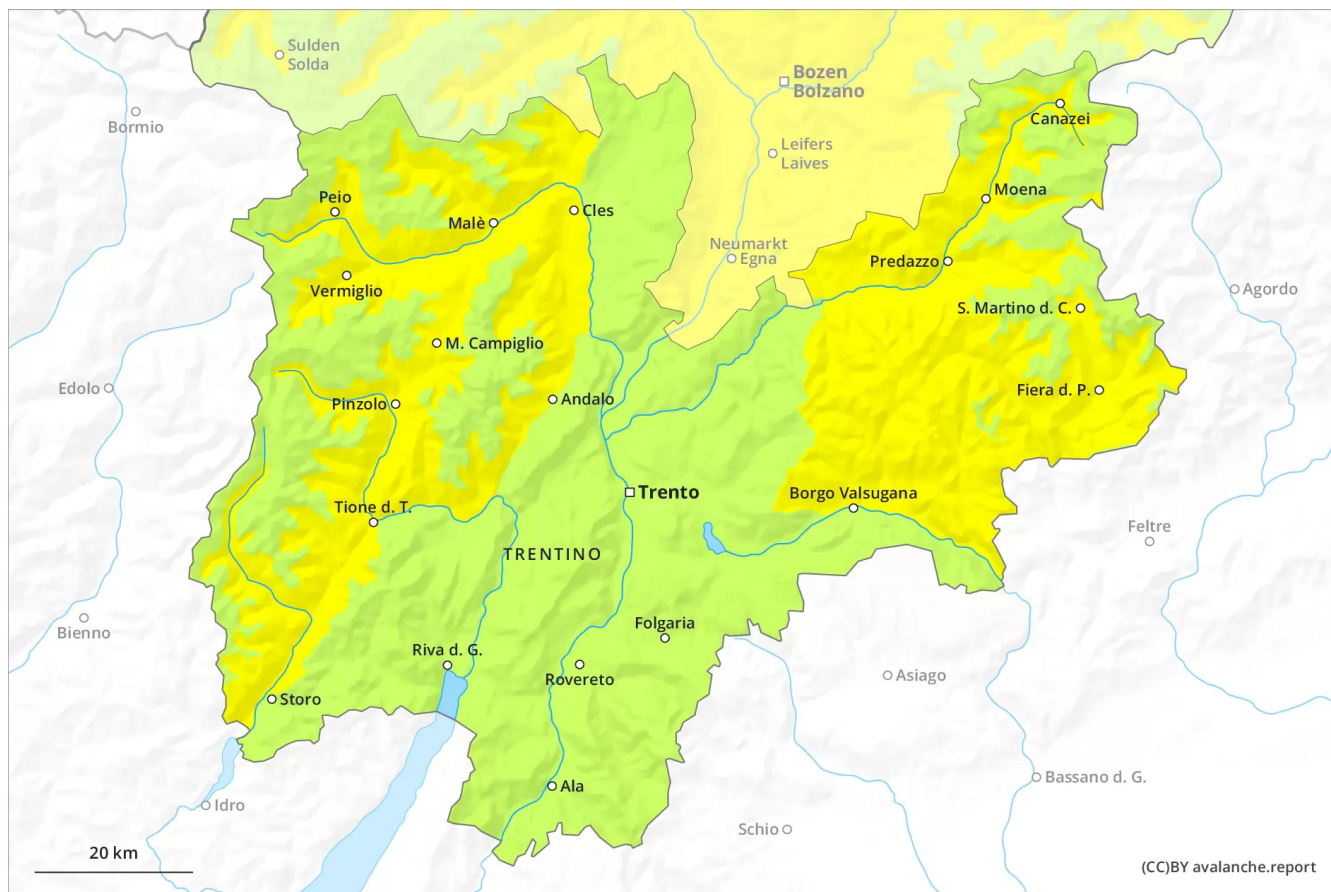 Sulden
Solda
Bozen
Bolzano
Canazei
Bormio
Leifers
Laives
Moena
Peio
Malè
Cles
Neumarkt
Egna
Predazzo
Vermiglio
Agordo
S. Martino d. C.
M. Campiglio
Edolo
Pinzolo
Andalo
Fiera d. P.
Trento
Borgo Valsugana
Tione d. T.
Feltre
TRENTINO
Bienno
Folgaria
Riva d. G.
Rovereto
Asiago
Storo
Ala
Bassano d. G.
Idro
Schio
20 km
(CC)BY avalanche.report